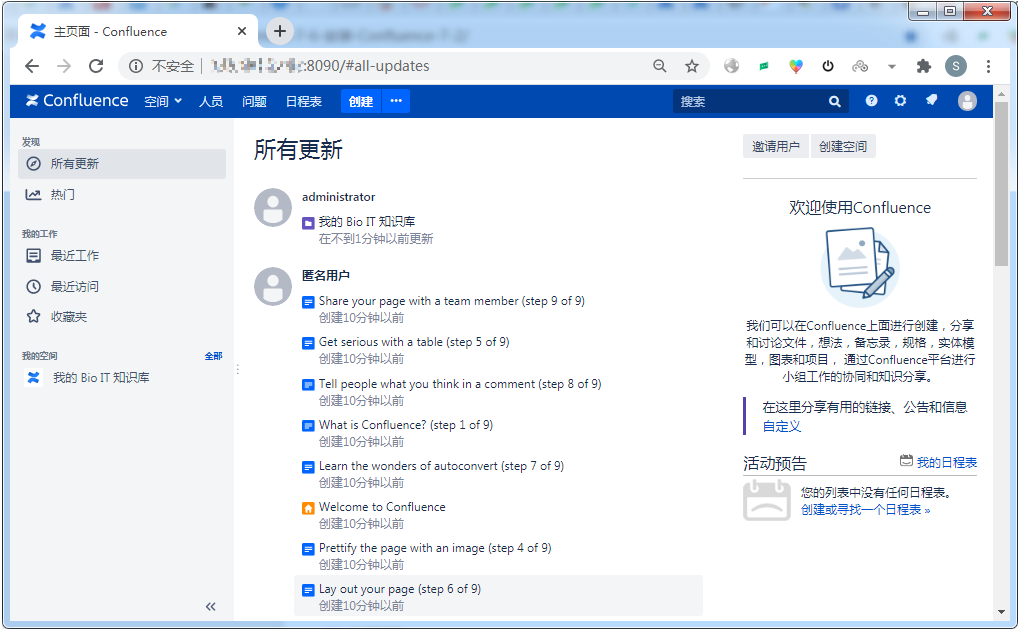 主页面 - Confluence
不安全
:8090/#all-updates
S
Confluence
空间
人员
问题
日程表
创建
搜索
发现
所有更新
热门
我的工作
最近工作
最近访问
收藏夹
我的空间
全部
我的 Bio IT 知识库
所有更新
administrator
我的 Bio IT 知识库
在不到1分钟以前更新
匿名用户
Share your page with a team member (step 9 of 9)
创建10分钟以前
Get serious with a table (step 5 of 9)
创建10分钟以前
Tell people what you think in a comment (step 8 of 9)
创建10分钟以前
What is Confluence? (step 1 of 9)
创建10分钟以前
Learn the wonders of autoconvert (step 7 of 9)
创建10分钟以前
Welcome to Confluence
创建10分钟以前
Prettify the page with an image (step 4 of 9)
创建10分钟以前
Lay out your page (step 6 of 9)
创建10分钟以前
邀请用户
创建空间
欢迎使用Confluence
我们可以在Confluence上面进行创建，分享
和讨论文件，想法，备忘录，规格，实体模
型，图表和项目， 通过Confluence平台进行
小组工作的协同和知识分享。
在这里分享有用的链接、公告和信息
自定义
活动预告
我的日程表
您的列表中没有任何日程表。
创建或寻找一个日程表 »